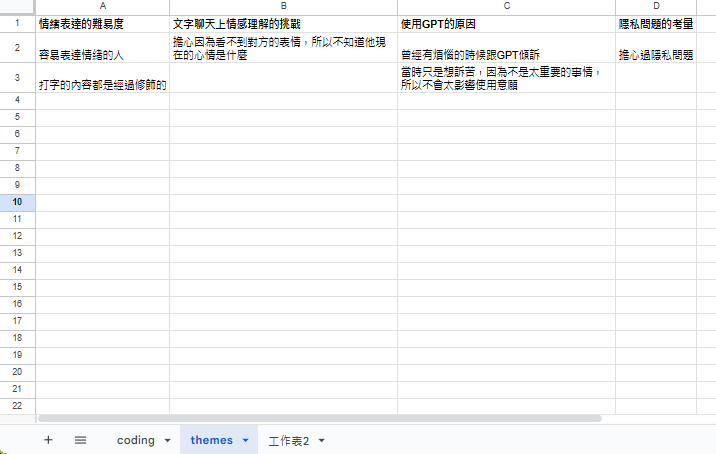 A B C D
1 情緒表達的難易度 文字聊天上情感理解的挑戰 使用GPT的原因 隱私問題的考量
擔心因為看不到對方的表情，所以不知道他現
2 容易表達情緒的人 在的心情是什麼 曾經有煩惱的時候跟GPT傾訴 擔心過隱私問題
當時只是想訴苦，因為不是太重要的事情，
3 打字的內容都是經過修飾的 所以不會太影響使用意願
4
5
6
7
8
9
10
11
12
13
14
15
16
17
18
19
20
21
22
+ coding themes 工作表2